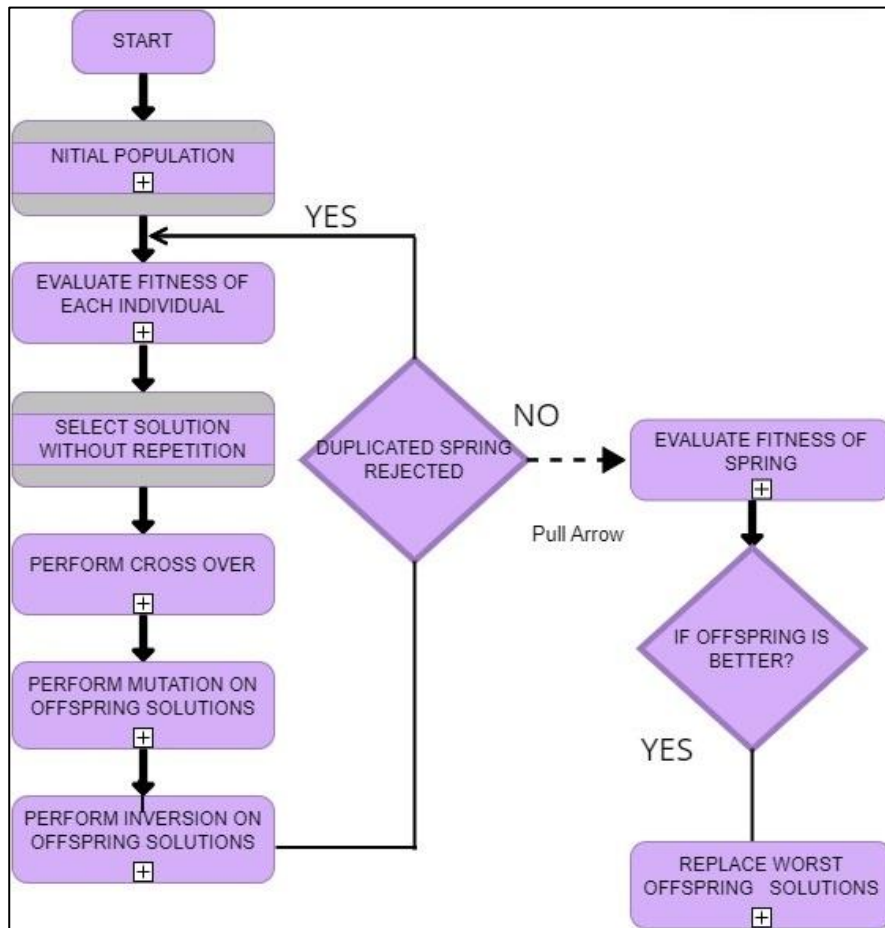 START
NITIAL POPULATION
YES
EVALUATE FITNESS OF
EACH INDIVIDUAL
SELECT SOLUTION
WITHOUT REPETITION
PERFORM CROSS OVER
PERFORM MUTATION ON
OFFSPRING SOLUTIONS
PERFORM INVERSION ON
OFFSPRING SOLUTIONS
DUPLICATED SPRING
REJECTED
NO
Pull Arrow
EVALUATE FITNESS OF
SPRING
IF OFFSPRING IS
BETTER?
YES
REPLACE WORST
OFFSPRING SOLUTIONS